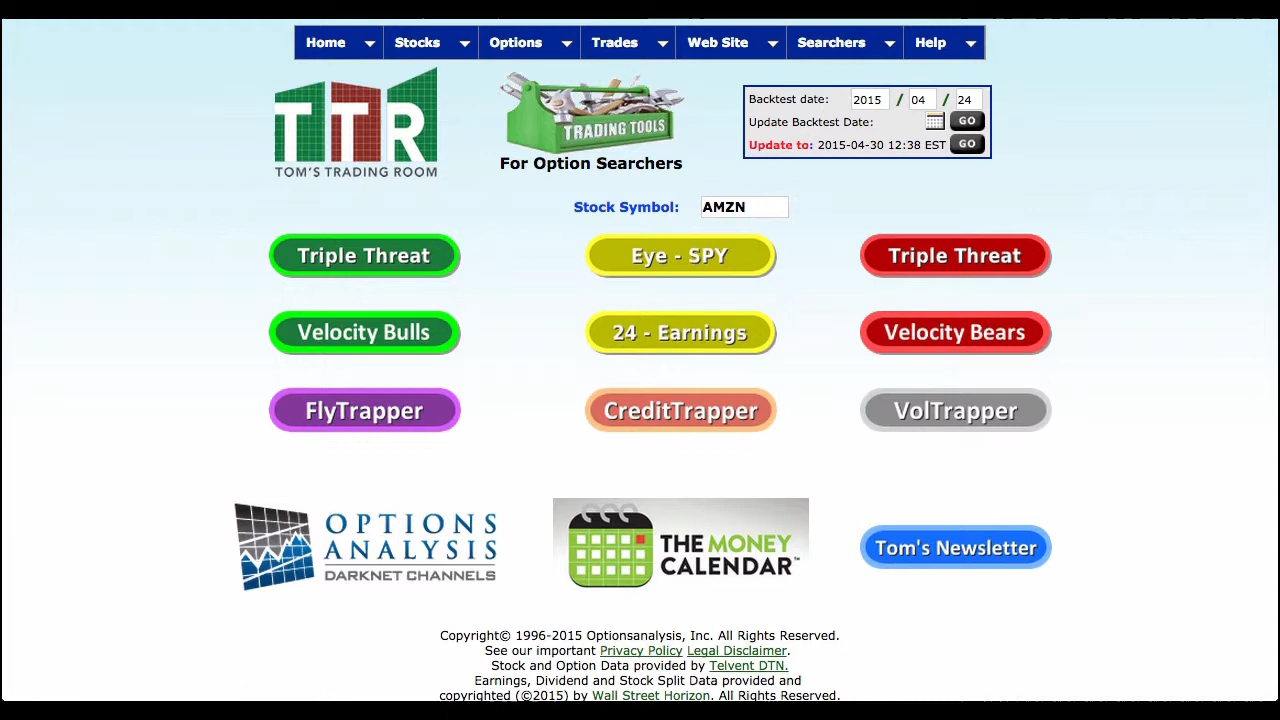 Home Stocks Options Trades Web Site Searchers Help
TTR
TOM'S TRADING ROOM
TRADING TOOLS
For Option Searchers
Backtest date: 2015 / 04 / 24
Update Backtest Date: GO
Update to: 2015-04-30 12:38 EST GO
Stock Symbol: AMZN
Triple Threat Eye - SPY Triple Threat
Velocity Bulls 24 - Earnings Velocity Bears
FlyTrapper CreditTrapper VolTrapper
OPTIONS
ANALYSIS
DARKNET CHANNELS
THE MONEY
CALENDAR™
Tom's Newsletter
Copyright© 1996-2015 Optionsanalysis, Inc. All Rights Reserved.
See our important Privacy Policy Legal Disclaimer.
Stock and Option Data provided by Telvent DTN.
Earnings, Dividend and Stock Split Data provided and
copyrighted (©2015) by Wall Street Horizon. All Rights Reserved.